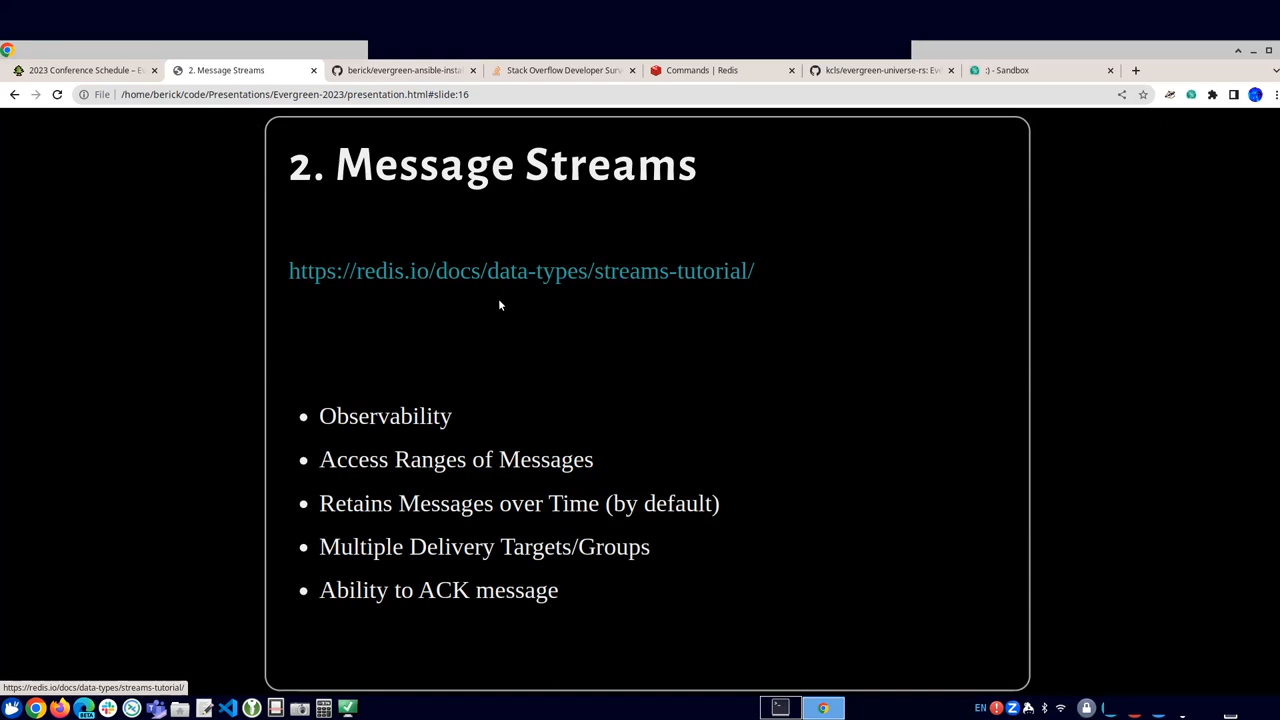 2023 Conference Schedule – Ev
2. Message Streams
berick/evergreen-ansible-instal
Stack Overflow Developer Surv
Commands | Redis
kcls/evergreen-universe-rs: Eve
:) - Sandbox
File
/home/berick/code/Presentations/Evergreen-2023/presentation.html#slide:16
2. Message Streams
https://redis.io/docs/data-types/streams-tutorial/
• Observability
• Access Ranges of Messages
• Retains Messages over Time (by default)
• Multiple Delivery Targets/Groups
• Ability to ACK message
https://redis.io/docs/data-types/streams-tutorial/
BETA
EN